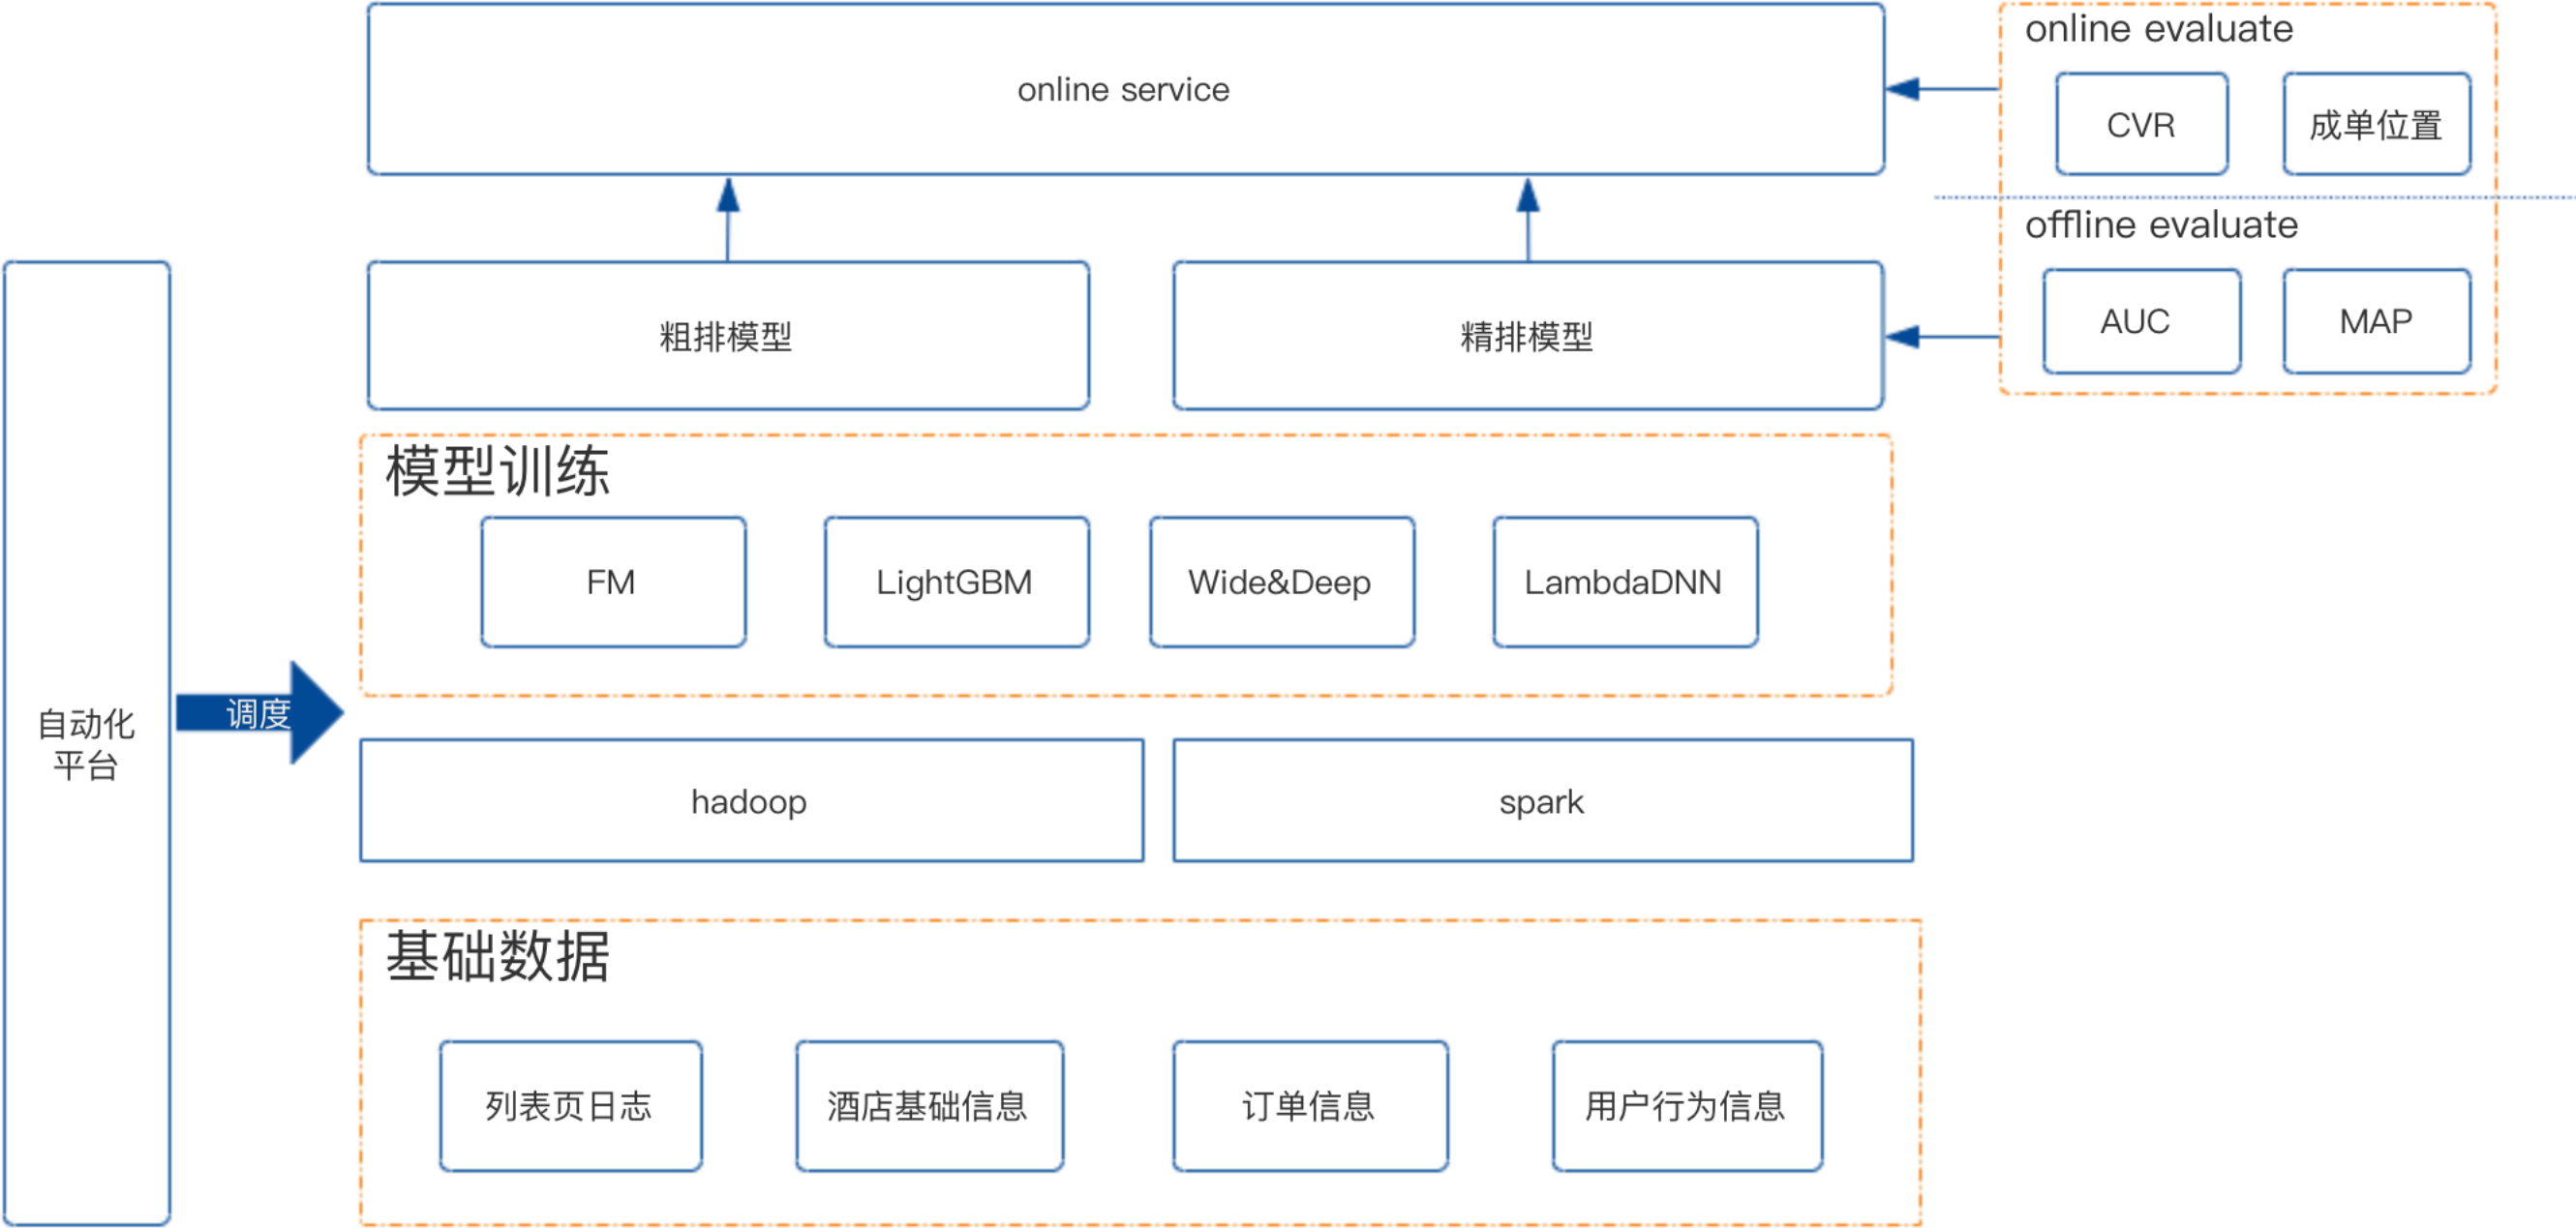 online service
online evaluate
CVR
成单位置
offline evaluate
AUC
MAP
粗排模型
精排模型
模型训练
FM
LightGBM
Wide&Deep
LambdaDNN
自动化
平台
调度
hadoop
spark
基础数据
列表页日志
酒店基础信息
订单信息
用户行为信息